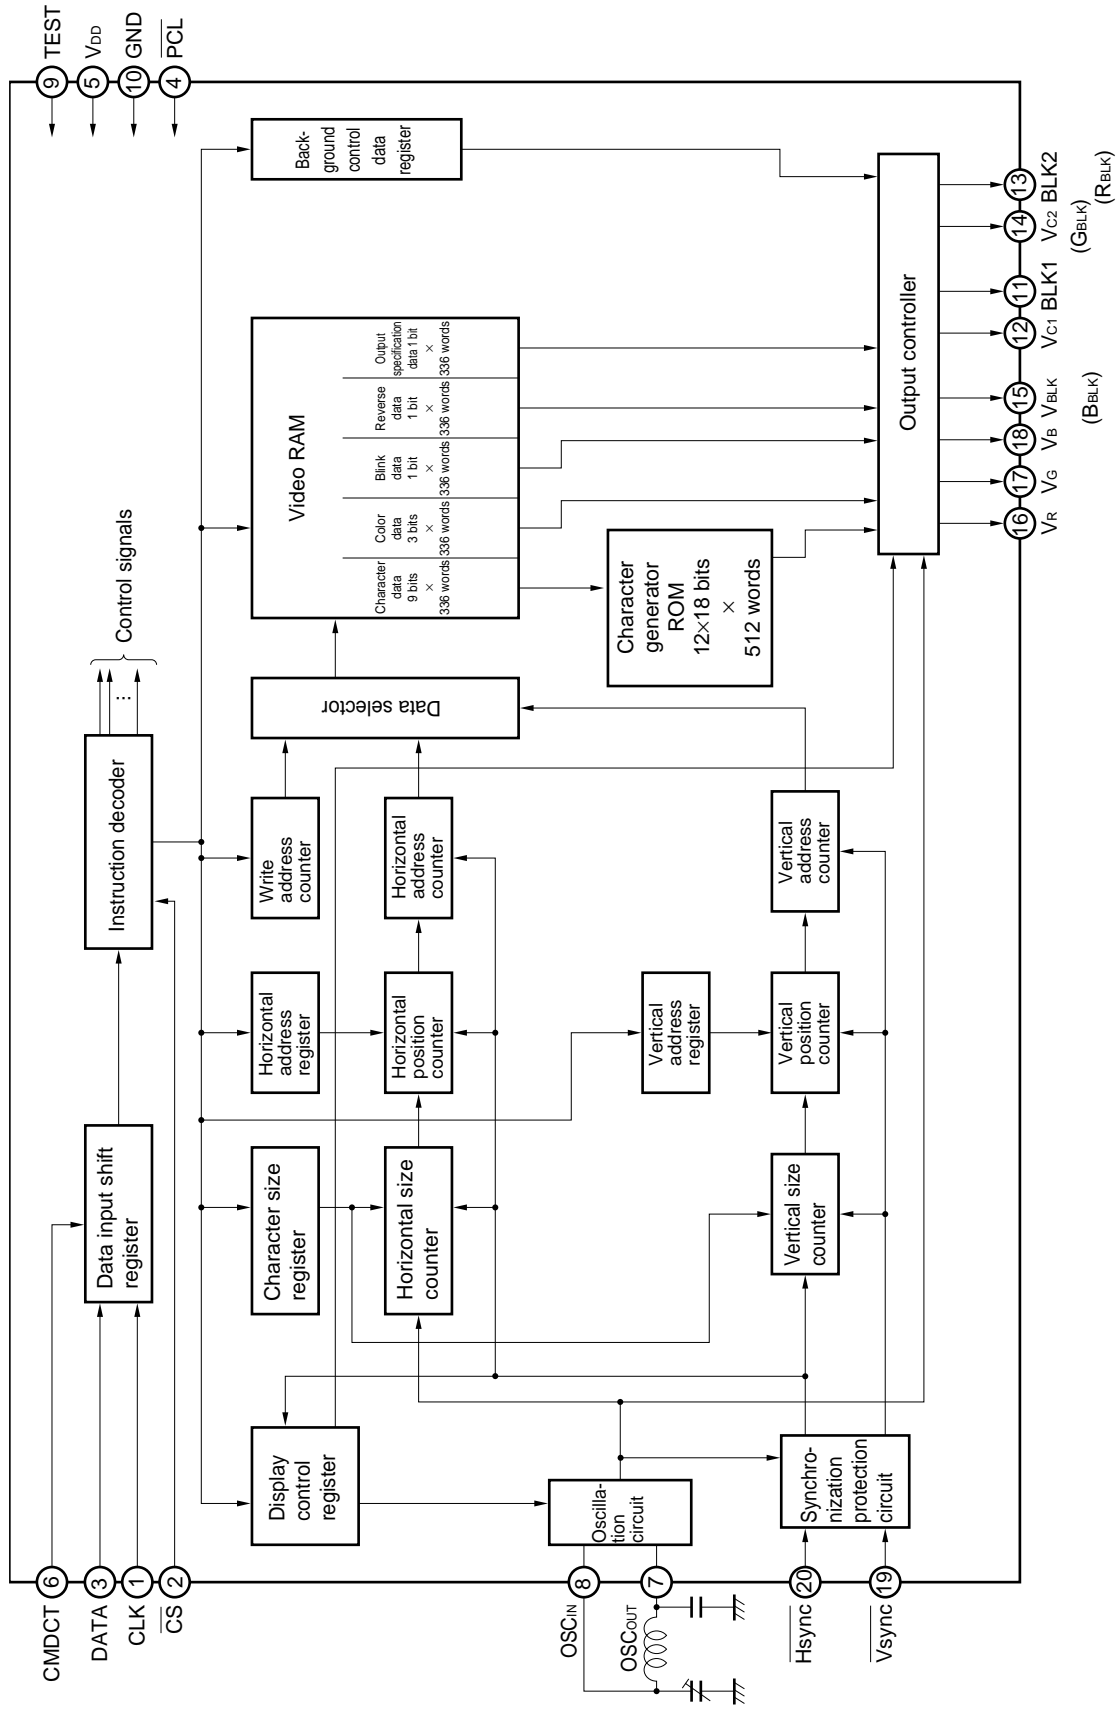 CMDCT
6
DATA
3
CLK
1
CS
2
Data input shift
register
Instruction decoder
Control signals
...
9
TEST
5
VDD
10
GND
4
PCL
Display
control
register
Character size
register
Horizontal
address
register
Write
address
counter
Horizontal size
counter
Horizontal
position
counter
Horizontal
address
counter
Data selector
Video RAM
Character
data
9 bits
×
336 words
Color
data
3 bits
×
336 words
Blink
data
1 bit
×
336 words
Reverse
data
1 bit
×
336 words
Output
specification
data 1 bit
×
336 words
Back-
ground
control
data
register
OSCIN
8
OSCOUT
7
Oscilla-
tion
circuit
Vertical
address
register
Character
generator
ROM
12×18 bits
×
512 words
Hsync
20
Vsync
19
Synchro-
nization
protection
circuit
Vertical size
counter
Vertical
position
counter
Vertical
address
counter
Output controller
16
VR
17
VG
18
VB
15
VBLK
(BBLK)
12
VC1
11
BLK1
14
VC2
(GBLK)
13
BLK2
(RBLK)